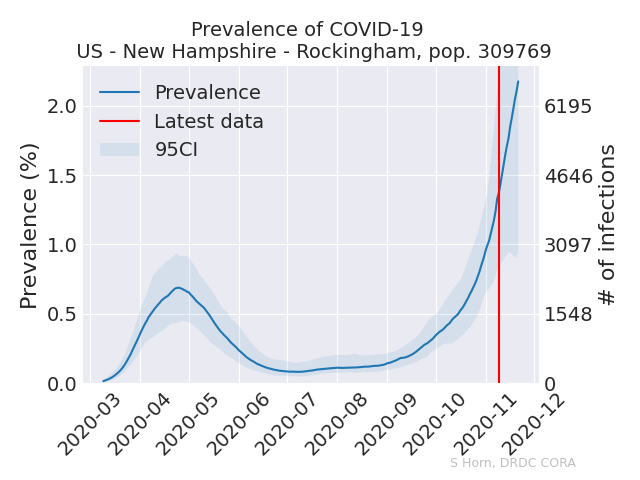 Prevalence of COVID-19
US - New Hampshire - Rockingham, pop. 309769
Prevalence
Latest data
95CI
Prevalence (%)
2.0
1.5
1.0
0.5
0.0
6195
4646
3097
1548
0
# of infections
2020-03
2020-04
2020-05
2020-06
2020-07
2020-08
2020-09
2020-10
2020-11
2020-12
S Horn, DRDC CORA